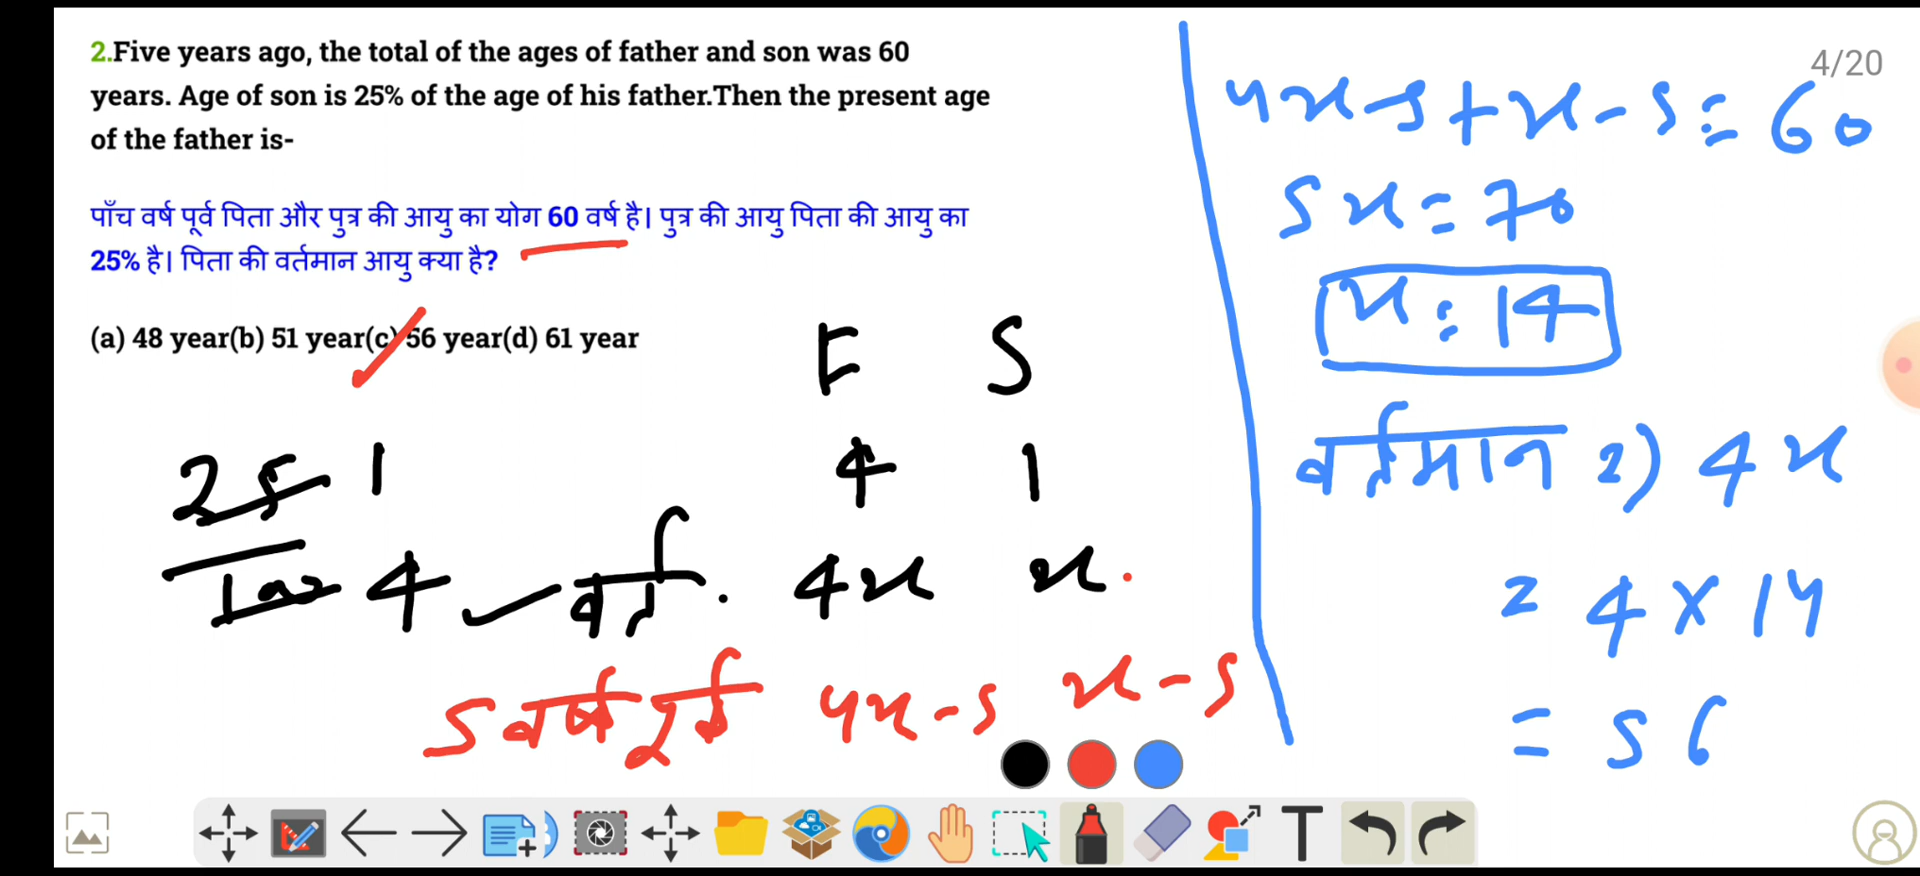 2.Five years ago, the total of the ages of father and son was 60
years. Age of son is 25% of the age of his father.Then the present age
of the father is-
पाँच वर्ष पूर्व पिता और पुत्र की आयु का योग 60 वर्ष है। पुत्र की आयु पिता की आयु का
25% है। पिता की वर्तमान आयु क्या है?
(a) 48 year(b) 51 year(c) 56 year(d) 61 year
F S
25 1 4 1
100 4 वर्त. 4x x
5 वर्ष पूर्व 4x-5 x-5
4/20
4x-5+x-5=60
5x=70
x=14
वर्तमान 4x
=4×14
=56
T